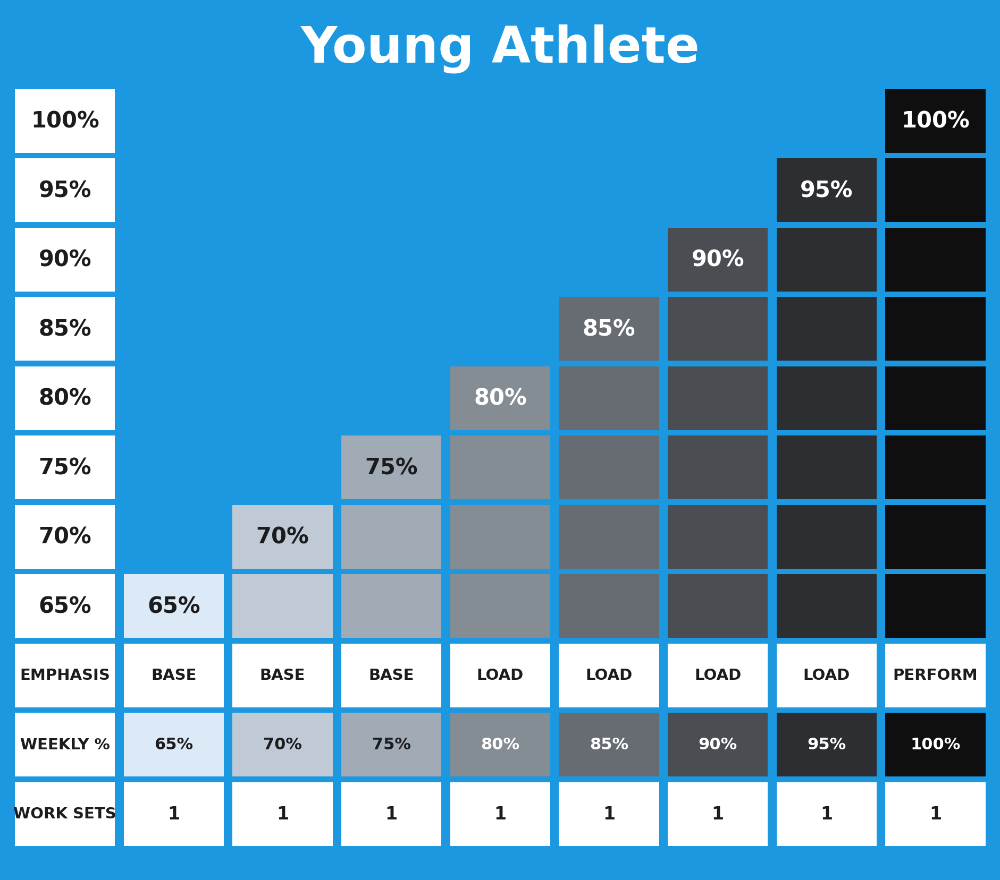 Young Athlete
100% 100%
95% 95%
90% 90%
85% 85%
80% 80%
75% 75%
70% 70%
65% 65%
EMPHASIS BASE BASE BASE LOAD LOAD LOAD LOAD PERFORM
WEEKLY % 65% 70% 75% 80% 85% 90% 95% 100%
WORK SETS 1 1 1 1 1 1 1 1